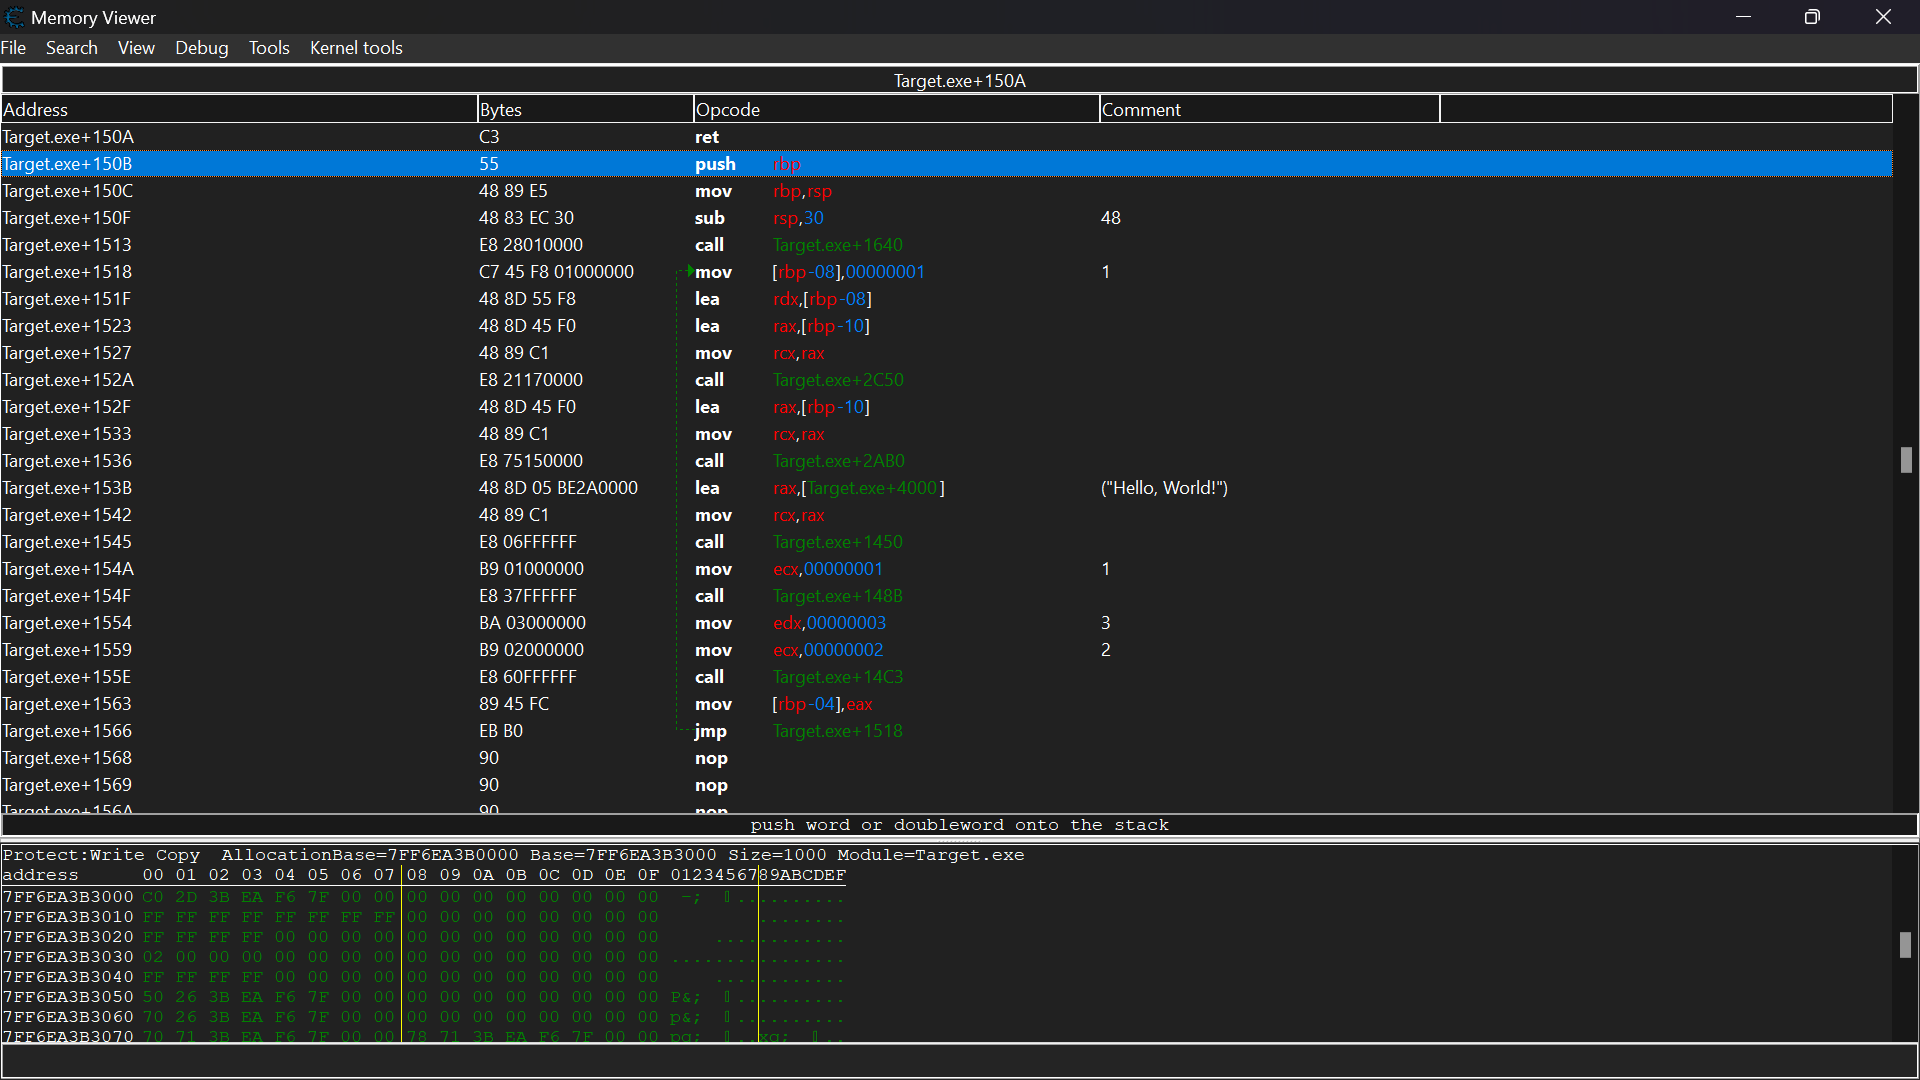 Memory Viewer
File Search View Debug Tools Kernel tools
Target.exe+150A
Address Bytes Opcode Comment
Target.exe+150A C3 ret
Target.exe+150B 55 push rbp
Target.exe+150C 48 89 E5 mov rbp,rsp
Target.exe+150F 48 83 EC 30 sub rsp,30 48
Target.exe+1513 E8 28010000 call Target.exe+1640
Target.exe+1518 C7 45 F8 01000000 mov [rbp-08],00000001 1
Target.exe+151F 48 8D 55 F8 lea rdx,[rbp-08]
Target.exe+1523 48 8D 45 F0 lea rax,[rbp-10]
Target.exe+1527 48 89 C1 mov rcx,rax
Target.exe+152A E8 21170000 call Target.exe+2C50
Target.exe+152F 48 8D 45 F0 lea rax,[rbp-10]
Target.exe+1533 48 89 C1 mov rcx,rax
Target.exe+1536 E8 75150000 call Target.exe+2AB0
Target.exe+153B 48 8D 05 BE2A0000 lea rax,[Target.exe+4000] ("Hello, World!")
Target.exe+1542 48 89 C1 mov rcx,rax
Target.exe+1545 E8 06FFFFFF call Target.exe+1450
Target.exe+154A B9 01000000 mov ecx,00000001 1
Target.exe+154F E8 37FFFFFF call Target.exe+148B
Target.exe+1554 BA 03000000 mov edx,00000003 3
Target.exe+1559 B9 02000000 mov ecx,00000002 2
Target.exe+155E E8 60FFFFFF call Target.exe+14C3
Target.exe+1563 89 45 FC mov [rbp-04],eax
Target.exe+1566 EB B0 jmp Target.exe+1518
Target.exe+1568 90 nop
Target.exe+1569 90 nop
Target.exe+156A 90 nop
push word or doubleword onto the stack
Protect:Write Copy AllocationBase=7FF6EA3B0000 Base=7FF6EA3B3000 Size=1000 Module=Target.exe
address 00 01 02 03 04 05 06 07 08 09 0A 0B 0C 0D 0E 0F 0123456789ABCDEF
7FF6EA3B3000 C0 2D 3B EA F6 7F 00 00 00 00 00 00 00 00 00 00 -; ..........
7FF6EA3B3010 FF FF FF FF FF FF FF FF 00 00 00 00 00 00 00 00 ........
7FF6EA3B3020 FF FF FF FF 00 00 00 00 00 00 00 00 00 00 00 00 ............
7FF6EA3B3030 02 00 00 00 00 00 00 00 00 00 00 00 00 00 00 00 ................
7FF6EA3B3040 FF FF FF FF 00 00 00 00 00 00 00 00 00 00 00 00 ............
7FF6EA3B3050 50 26 3B EA F6 7F 00 00 00 00 00 00 00 00 00 00 P&; ..........
7FF6EA3B3060 70 26 3B EA F6 7F 00 00 00 00 00 00 00 00 00 00 p&; ..........
7FF6EA3B3070 70 71 3B EA F6 7F 00 00 78 71 3B EA F6 7F 00 00 pq; ..xq; ..